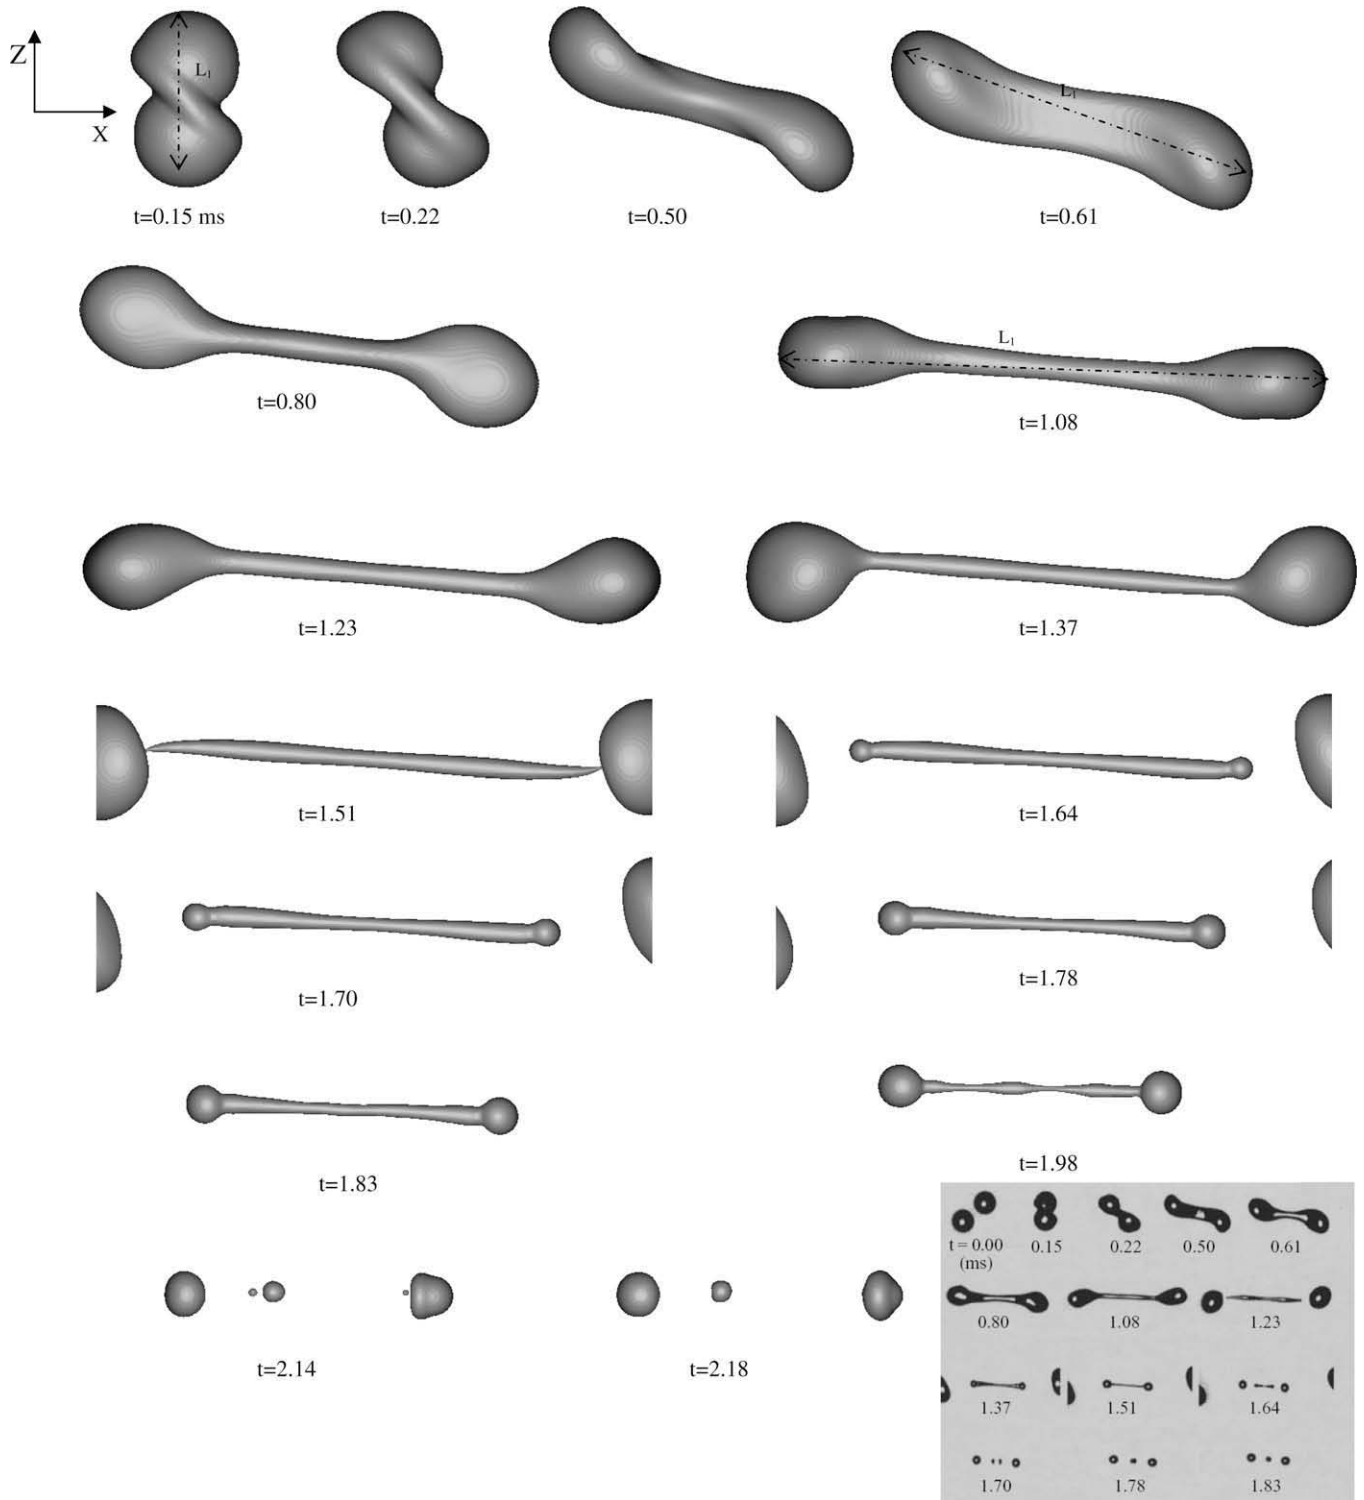 Z
X
L1
L1
t=0.15 ms
t=0.22
t=0.50
t=0.61
L1
t=0.80
t=1.08
t=1.23
t=1.37
t=1.51
t=1.64
t=1.70
t=1.78
t=1.83
t=1.98
t=2.14
t=2.18
t = 0.00 0.15 0.22 0.50 0.61
(ms)
0.80 1.08 1.23
1.37 1.51 1.64
1.70 1.78 1.83